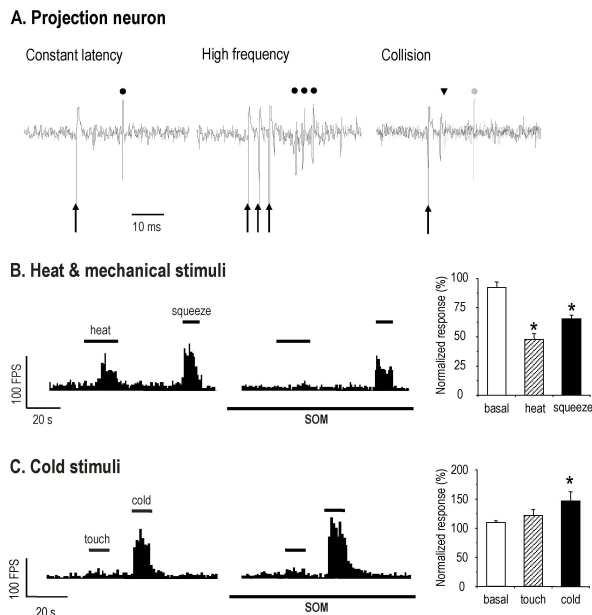 A. Projection neuron
Constant latency
High frequency
Collision
10 ms
B. Heat & mechanical stimuli
heat
squeeze
100 FPS
20 s
SOM
Normalized response (%)
100
75
50
25
0
*
*
basal
heat
squeeze
C. Cold stimuli
touch
cold
100 FPS
20 s
SOM
Normalized response (%)
200
150
100
50
0
*
basal
touch
cold